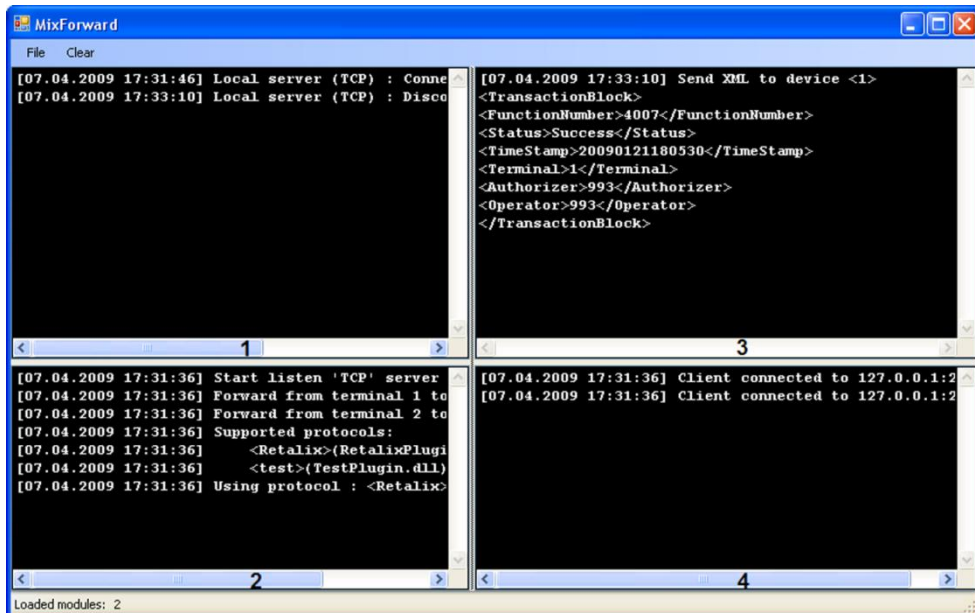 MixForward
File Clear
[07.04.2009 17:31:46] Local server (TCP) : Conne
[07.04.2009 17:33:10] Local server (TCP) : Disco
1
[07.04.2009 17:33:10] Send XML to device <1>
<TransactionBlock>
<FunctionNumber>4007</FunctionNumber>
<Status>Success</Status>
<TimeStamp>20090121180530</TimeStamp>
<Terminal>1</Terminal>
<Authorizer>993</Authorizer>
<Operator>993</Operator>
</TransactionBlock>
3
[07.04.2009 17:31:36] Start listen 'TCP' server
[07.04.2009 17:31:36] Forward from terminal 1 to
[07.04.2009 17:31:36] Forward from terminal 2 to
[07.04.2009 17:31:36] Supported protocols:
[07.04.2009 17:31:36] <Retalix>(RetalixPlugi
[07.04.2009 17:31:36] <test>(TestPlugin.dll)
[07.04.2009 17:31:36] Using protocol : <Retalix>
2
[07.04.2009 17:31:36] Client connected to 127.0.0.1:2
[07.04.2009 17:31:36] Client connected to 127.0.0.1:2
4
Loaded modules: 2